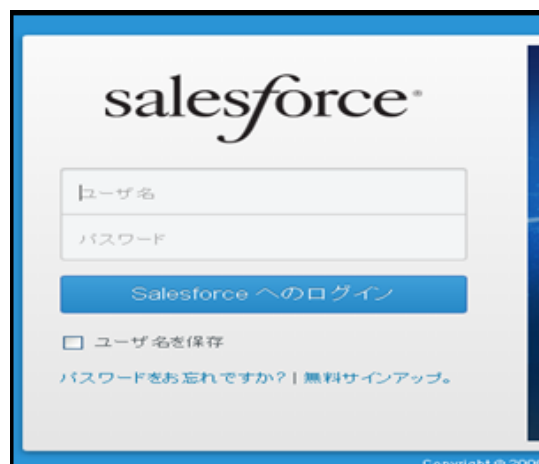 salesforce
ユーザ名
パスワード
Salesforce へのログイン
ユーザ名を保存
パスワードをお忘れですか? | 無料サインアップ。
Copyright ©